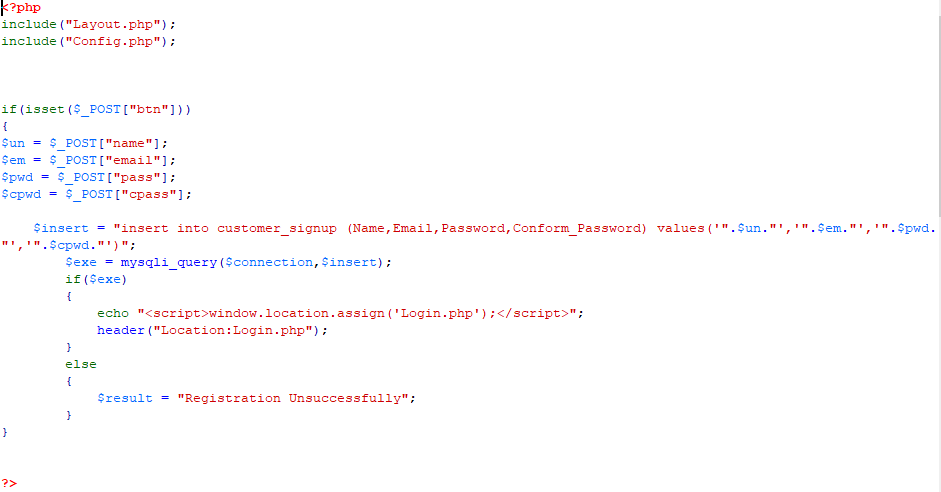 <?php
include("Layout.php");
include("Config.php");
if(isset($_POST["btn"]))
{
$un = $_POST["name"];
$em = $_POST["email"];
$pwd = $_POST["pass"];
$cpwd = $_POST["cpass"];
$insert = "insert into customer_signup (Name,Email,Password,Conform_Password) values('".$un."','".$em."','".$pwd.
"','".$cpwd."')";
$exe = mysqli_query($connection,$insert);
if($exe)
{
echo "<script>window.location.assign('Login.php');</script>";
header("Location:Login.php");
}
else
{
$result = "Registration Unsuccessfully";
}
}
?>